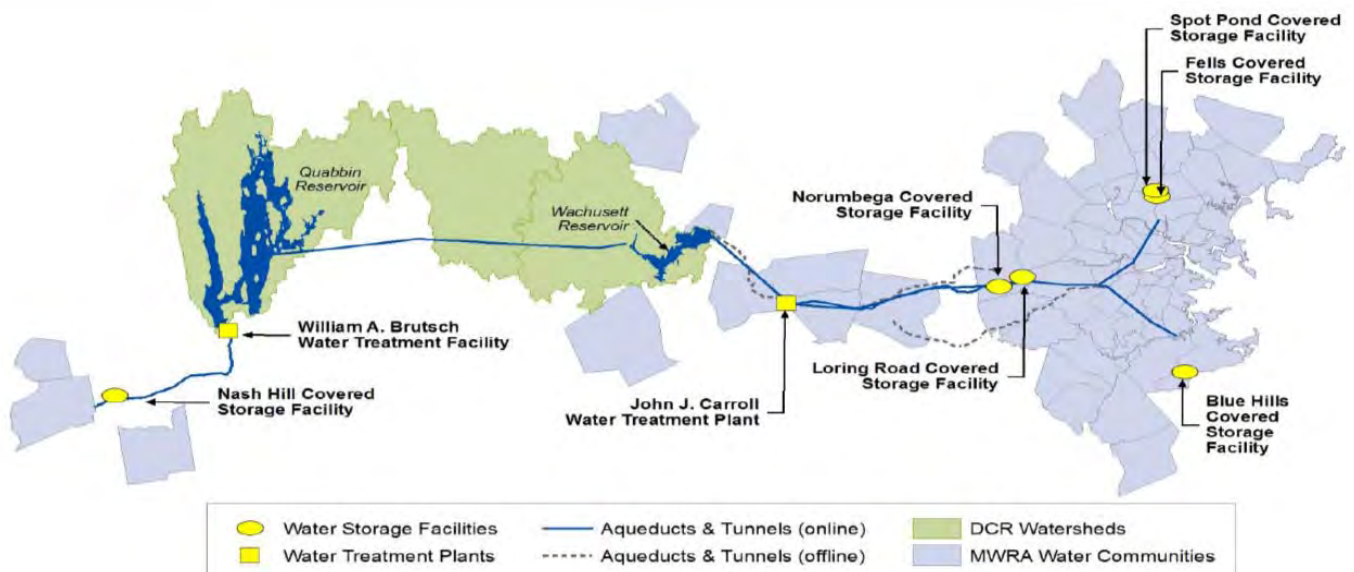 Spot Pond Covered
Storage Facility
Fells Covered
Storage Facility
Quabbin
Reservoir
Norumbega Covered
Storage Facility
Wachusett
Reservoir
William A. Brutsch
Water Treatment Facility
Nash Hill Covered
Storage Facility
John J. Carroll
Water Treatment Plant
Loring Road Covered
Storage Facility
Blue Hills
Covered
Storage
Facility
Water Storage Facilities
Aqueducts & Tunnels (online)
DCR Watersheds
Water Treatment Plants
Aqueducts & Tunnels (offline)
MWRA Water Communities